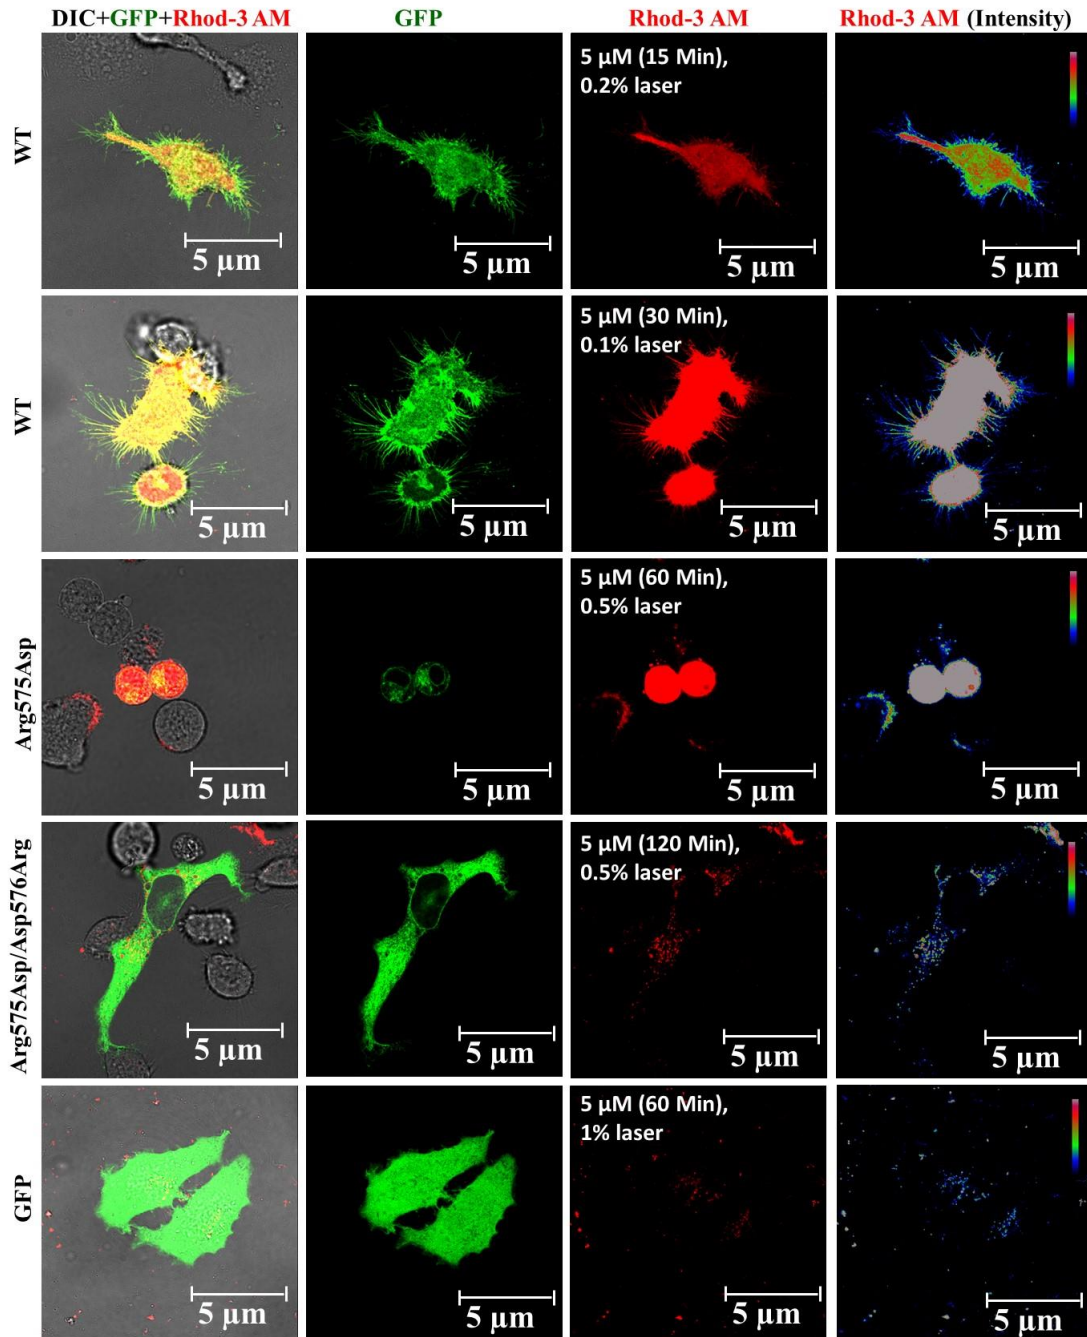 DIC+GFP+Rhod-3 AM
GFP
Rhod-3 AM
Rhod-3 AM (Intensity)
WT
5 µM (15 Min),
0.2% laser
5 µm
5 µm
5 µm
5 µm
WT
5 µM (30 Min),
0.1% laser
5 µm
5 µm
5 µm
5 µm
Arg575Asp
5 µM (60 Min),
0.5% laser
5 µm
5 µm
5 µm
5 µm
Arg575Asp/Asp576Arg
5 µM (120 Min),
0.5% laser
5 µm
5 µm
5 µm
5 µm
GFP
5 µM (60 Min),
1% laser
5 µm
5 µm
5 µm
5 µm